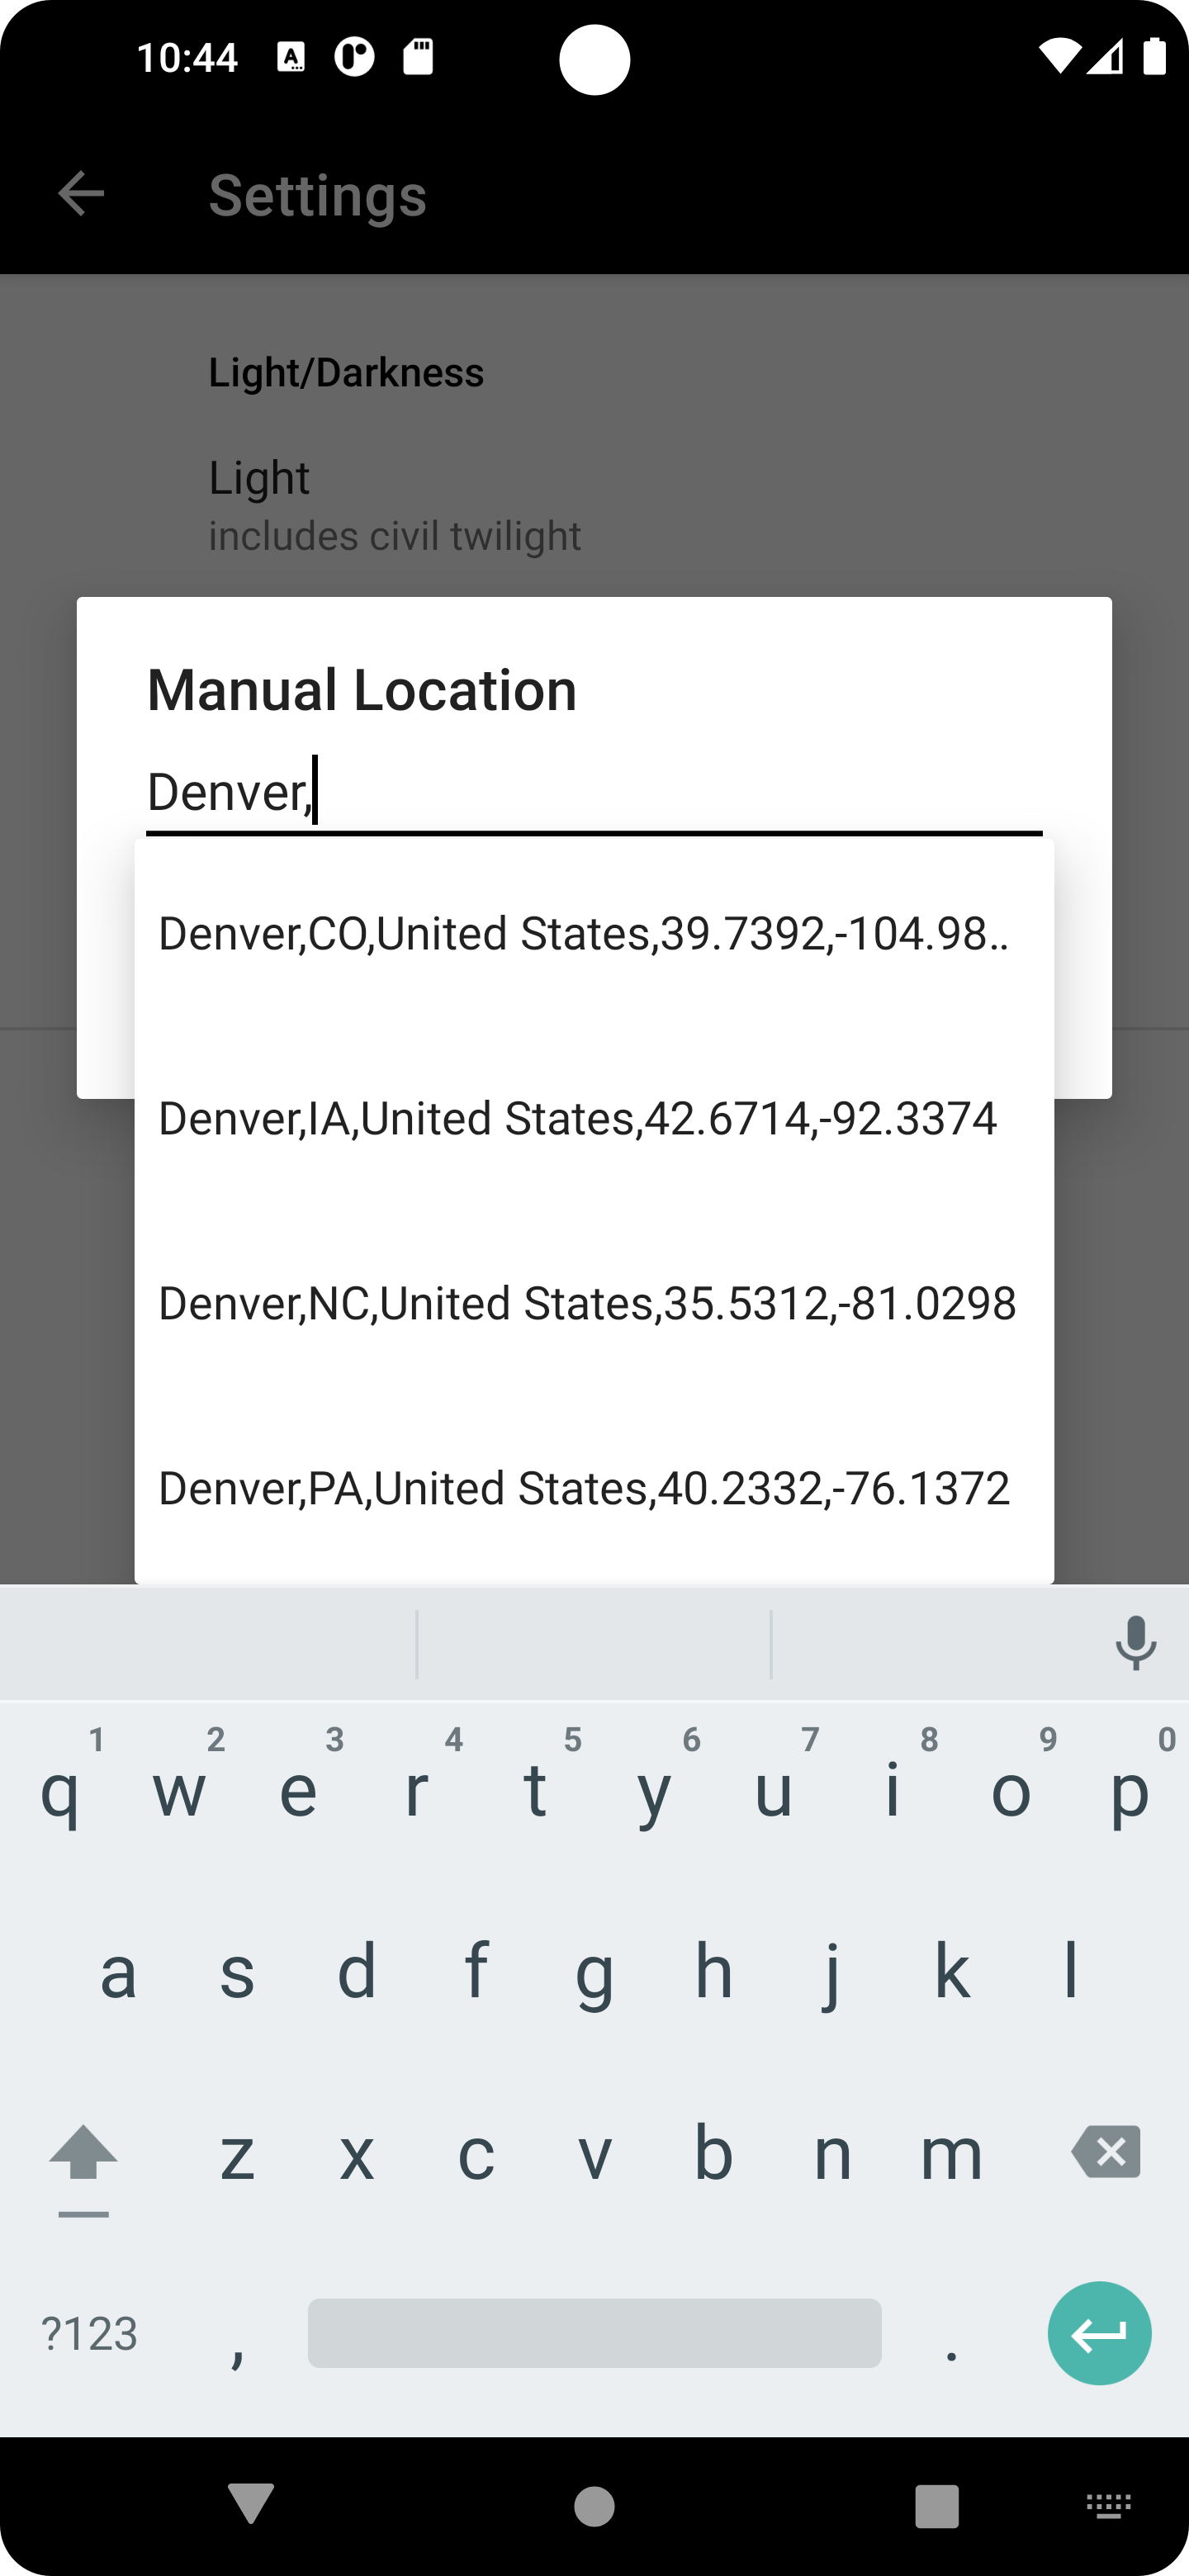 10:44
Settings
Light/Darkness
Light
includes civil twilight
Manual Location
Denver,
Denver,CO,United States,39.7392,-104.98..
Denver,IA,United States,42.6714,-92.3374
Denver,NC,United States,35.5312,-81.0298
Denver,PA,United States,40.2332,-76.1372
1 2 3 4 5 6 7 8 9 0
q w e r t y u i o p
a s d f g h j k l
z x c v b n m
?123 , .